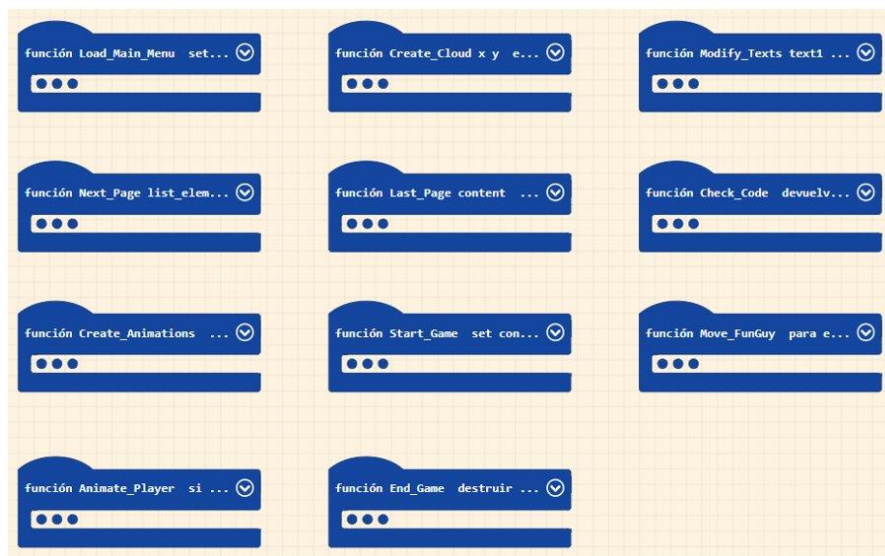 función Load_Main_Menu set...
función Create_Cloud x y e...
función Modify_Texts text1 ...
función Next_Page list_elem...
función Last_Page content ...
función Check_Code devuelv...
función Create_Animations ...
función Start_Game set con...
función Move_FunGuy para e...
función Animate_Player si ...
función End_Game destruir ...